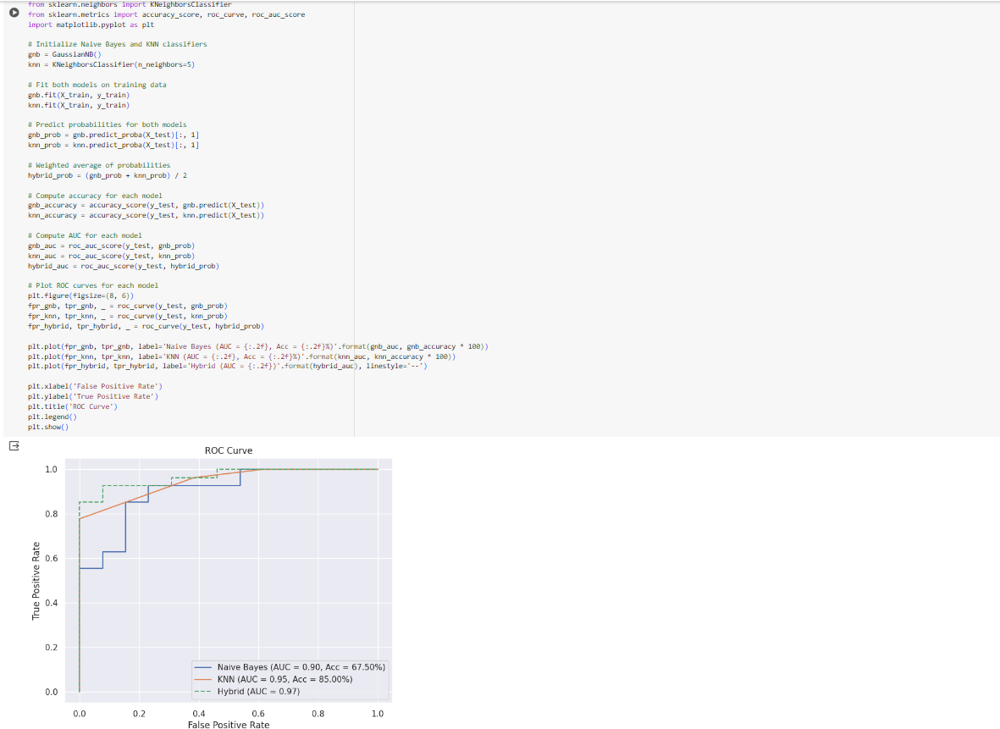 from sklearn.neighbors import KNeighborsClassifier
from sklearn.metrics import accuracy_score, roc_curve, roc_auc_score
import matplotlib.pyplot as plt
# Initialize Naive Bayes and KNN classifiers
gnb = GaussianNB()
knn = KNeighborsClassifier(n_neighbors=5)
# Fit both models on training data
gnb.fit(X_train, y_train)
knn.fit(X_train, y_train)
# Predict probabilities for both models
gnb_prob = gnb.predict_proba(X_test)[:, 1]
knn_prob = knn.predict_proba(X_test)[:, 1]
# Weighted average of probabilities
hybrid_prob = (gnb_prob + knn_prob) / 2
# Compute accuracy for each model
gnb_accuracy = accuracy_score(y_test, gnb.predict(X_test))
knn_accuracy = accuracy_score(y_test, knn.predict(X_test))
# Compute AUC for each model
gnb_auc = roc_auc_score(y_test, gnb_prob)
knn_auc = roc_auc_score(y_test, knn_prob)
hybrid_auc = roc_auc_score(y_test, hybrid_prob)
# Plot ROC curves for each model
plt.figure(figsize=(8, 6))
fpr_gnb, tpr_gnb, _ = roc_curve(y_test, gnb_prob)
fpr_knn, tpr_knn, _ = roc_curve(y_test, knn_prob)
fpr_hybrid, tpr_hybrid, _ = roc_curve(y_test, hybrid_prob)
plt.plot(fpr_gnb, tpr_gnb, label='Naive Bayes (AUC = {:.2f}, Acc = {:.2f}%)'.format(gnb_auc, gnb_accuracy * 100))
plt.plot(fpr_knn, tpr_knn, label='KNN (AUC = {:.2f}, Acc = {:.2f}%)'.format(knn_auc, knn_accuracy * 100))
plt.plot(fpr_hybrid, tpr_hybrid, label='Hybrid (AUC = {:.2f})'.format(hybrid_auc), linestyle='--')
plt.xlabel('False Positive Rate')
plt.ylabel('True Positive Rate')
plt.title('ROC Curve')
plt.legend()
plt.show()
ROC Curve
1.0
0.8
0.6
0.4
0.2
0.0
True Positive Rate
Naive Bayes (AUC = 0.90, Acc = 67.50%)
KNN (AUC = 0.95, Acc = 85.00%)
Hybrid (AUC = 0.97)
0.0 0.2 0.4 0.6 0.8 1.0
False Positive Rate